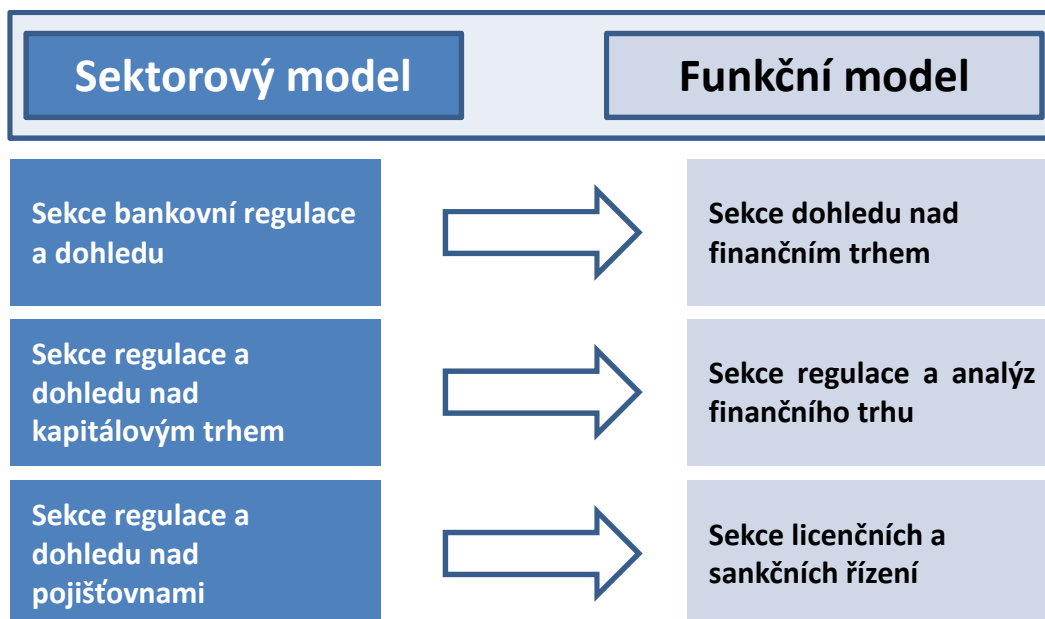 Sektorový model
Funkční model
Sekce bankovní regulace
a dohledu
Sekce dohledu nad
finančním trhem
Sekce regulace a
dohledu nad
kapitálovým trhem
Sekce regulace a analýz
finančního trhu
Sekce regulace a
dohledu nad
pojišťovnami
Sekce licenčních a
sankčních řízení